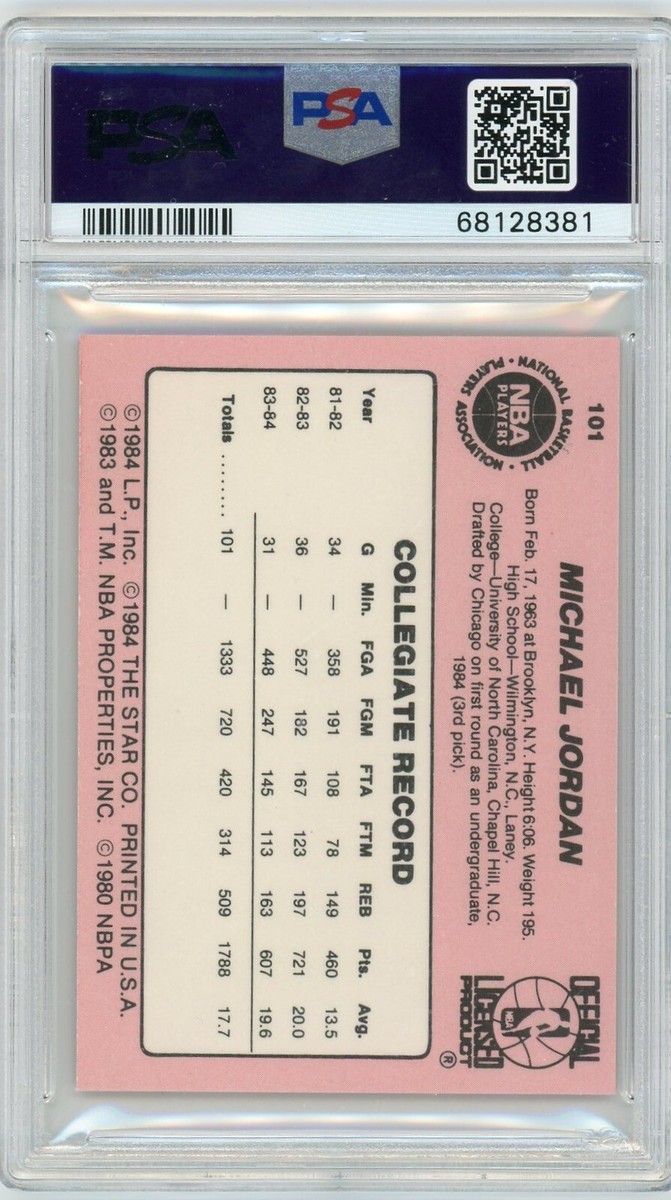 PSA
PSA
68128381
101
NATIONAL BASKETBALL
PLAYERS ASSOCIATION
NBA
PLAYERS
MICHAEL JORDAN
Born Feb. 17, 1963 at Brooklyn, N.Y. Height 6:06. Weight 195.
High School—Wilmington, N.C., Laney.
College—University of North Carolina, Chapel Hill, N.C.
Drafted by Chicago on first round as an undergraduate,
1984 (3rd pick).
OFFICIAL
NBA
LICENSED
PRODUCT ®
COLLEGIATE RECORD
Year G Min. FGA FGM FTA FTM REB Pts. Avg.
81-82 34 — 358 191 108 78 149 460 13.5
82-83 36 — 527 182 167 123 197 721 20.0
83-84 31 — 448 247 145 113 163 607 19.6
Totals ........ 101 — 1333 720 420 314 509 1788 17.7
©1984 L.P., Inc. ©1984 THE STAR CO. PRINTED IN U.S.A.
©1983 and T.M. NBA PROPERTIES, INC. ©1980 NBPA